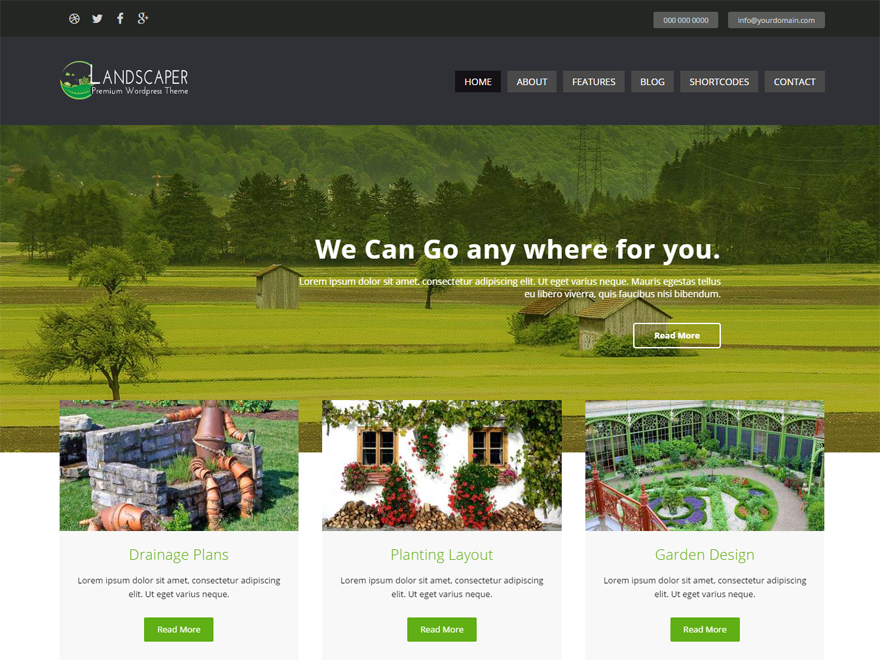 000 000 0000
info@yourdomain.com
LANDSCAPER
Premium Wordpress Theme
HOME
ABOUT
FEATURES
BLOG
SHORTCODES
CONTACT
We Can Go any where for you.
Lorem ipsum dolor sit amet, consectetur adipiscing elit. Ut eget varius neque. Mauris egestas tellus
eu libero viverra, quis faucibus nisi bibendum.
Read More
Drainage Plans
Lorem ipsum dolor sit amet, consectetur adipiscing
elit. Ut eget varius neque.
Read More
Planting Layout
Lorem ipsum dolor sit amet, consectetur adipiscing
elit. Ut eget varius neque.
Read More
Garden Design
Lorem ipsum dolor sit amet, consectetur adipiscing
elit. Ut eget varius neque.
Read More